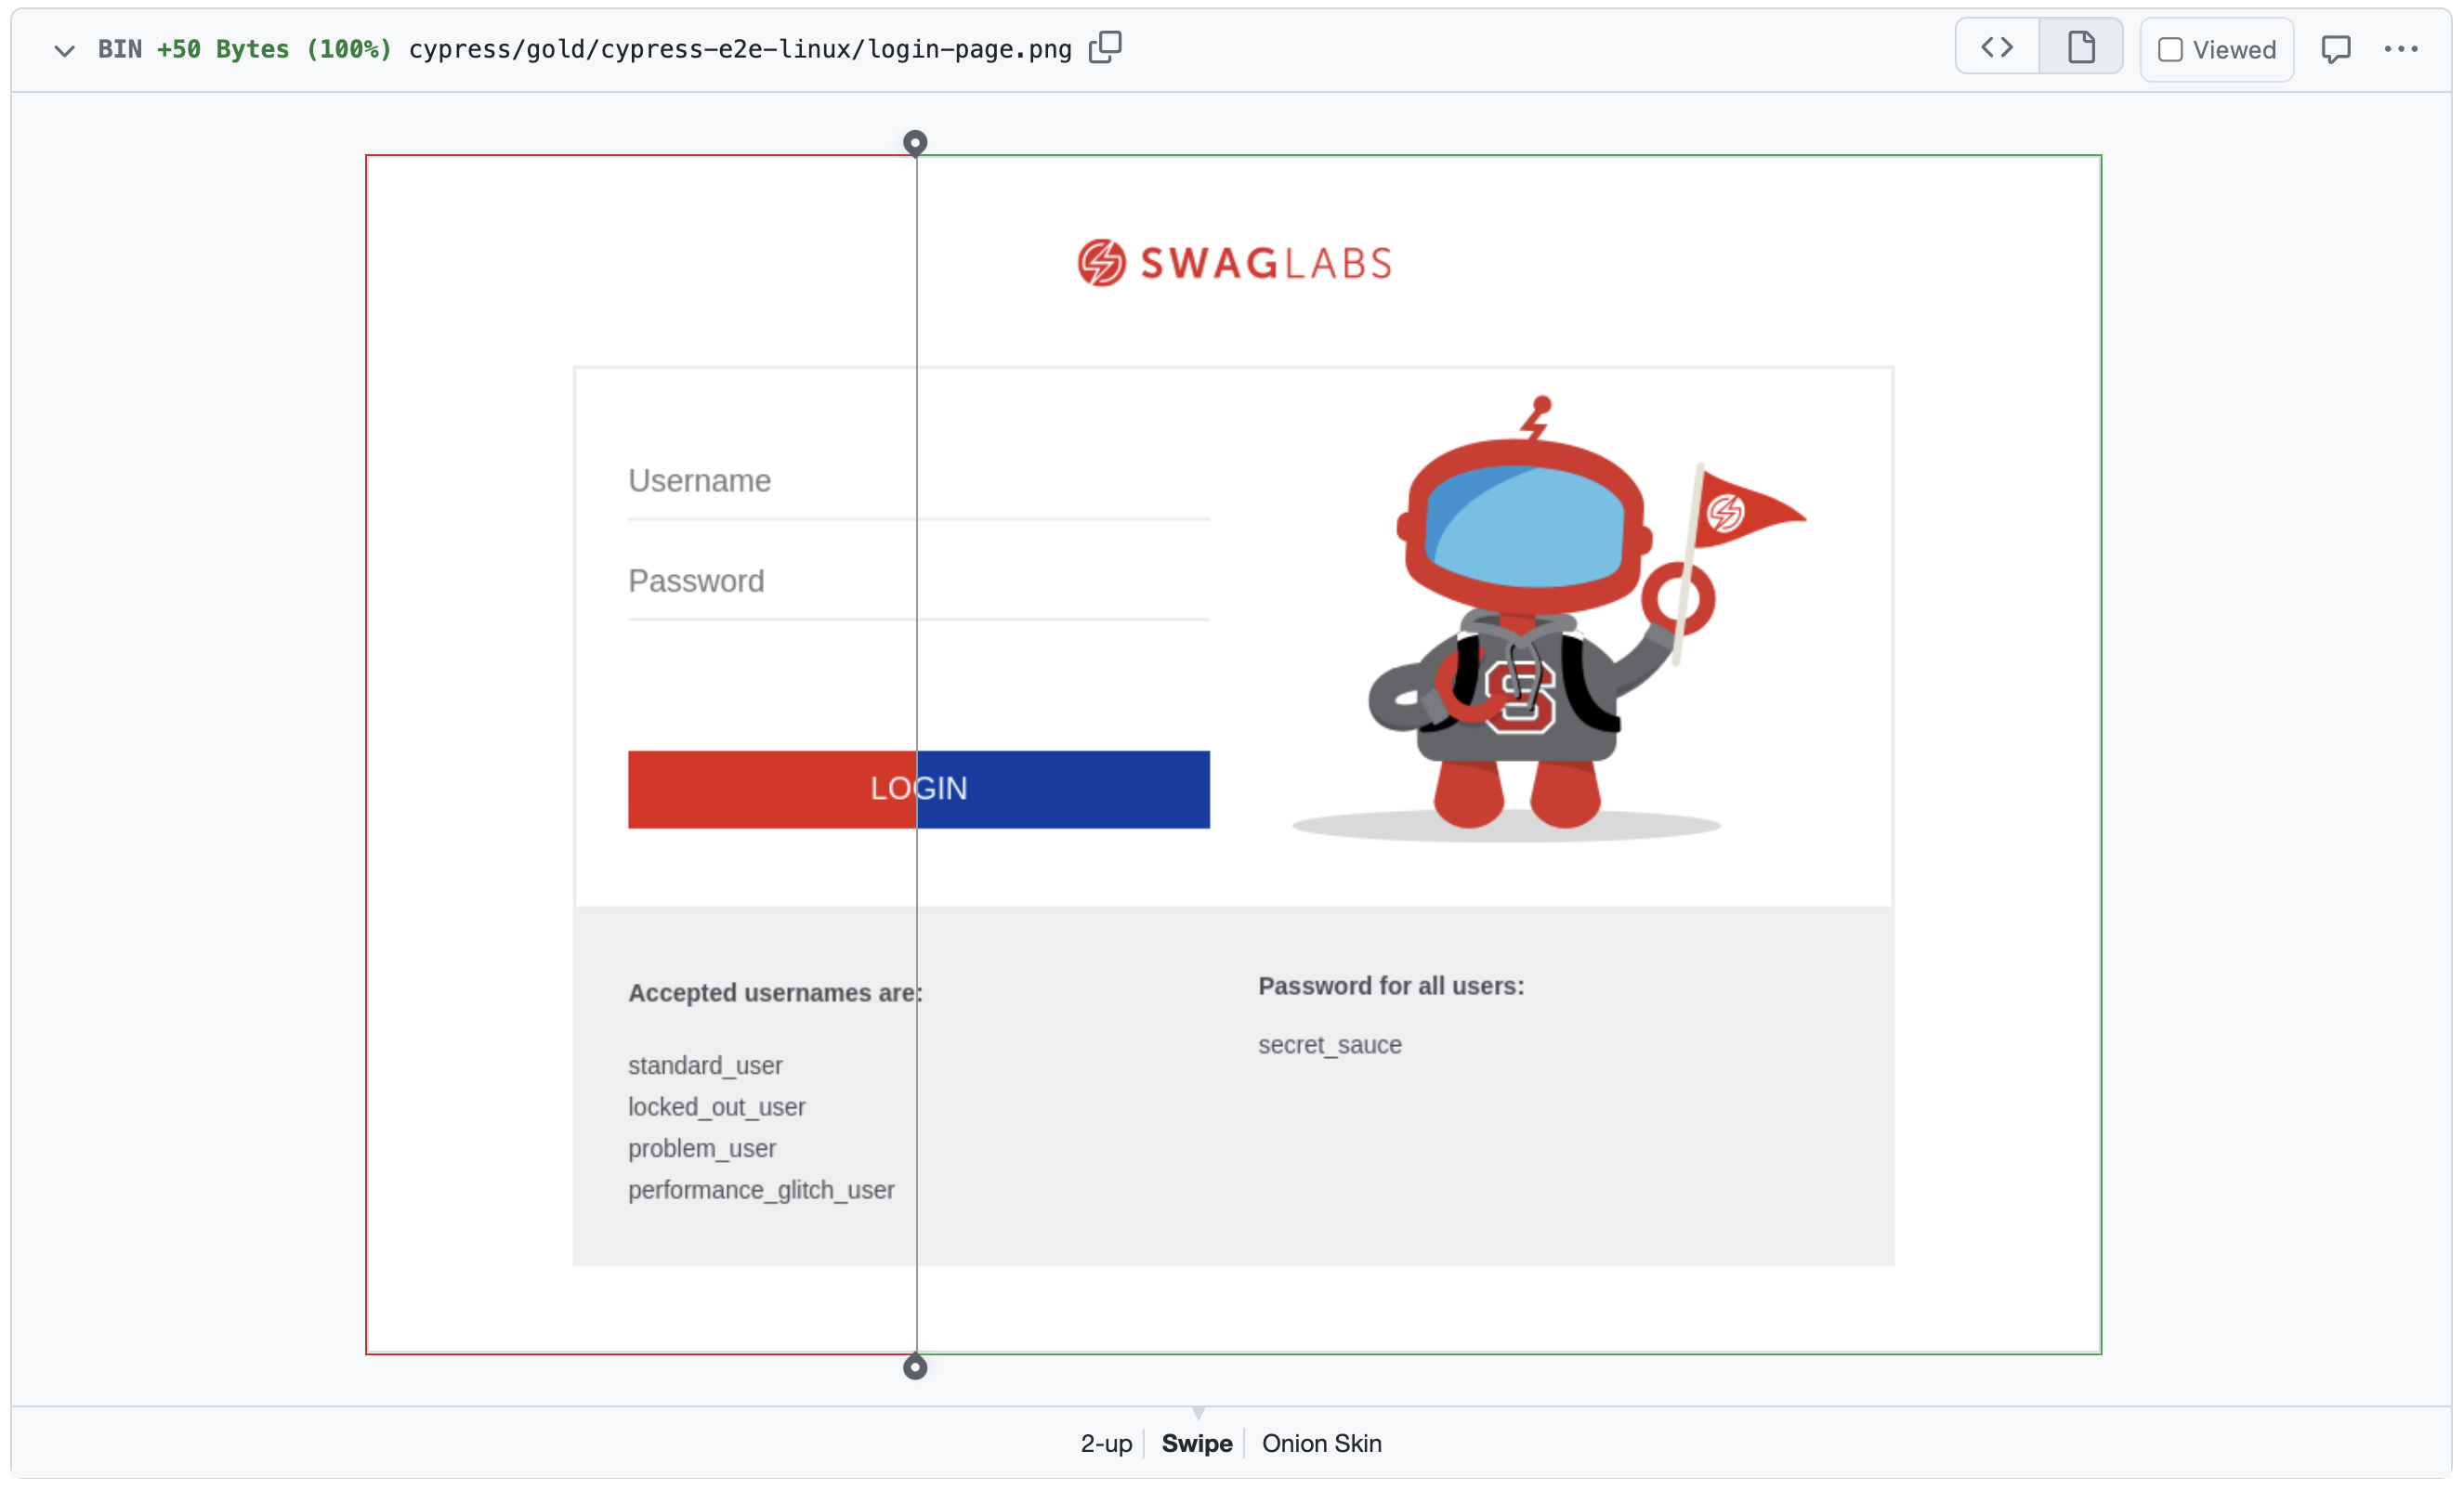 BIN +50 Bytes (100%) cypress/gold/cypress-e2e-linux/login-page.png
Viewed
SWAGLABS
Username
Password
LOGIN
S
Accepted usernames are:
standard_user
locked_out_user
problem_user
performance_glitch_user
Password for all users:
secret_sauce
2-up
Swipe
Onion Skin